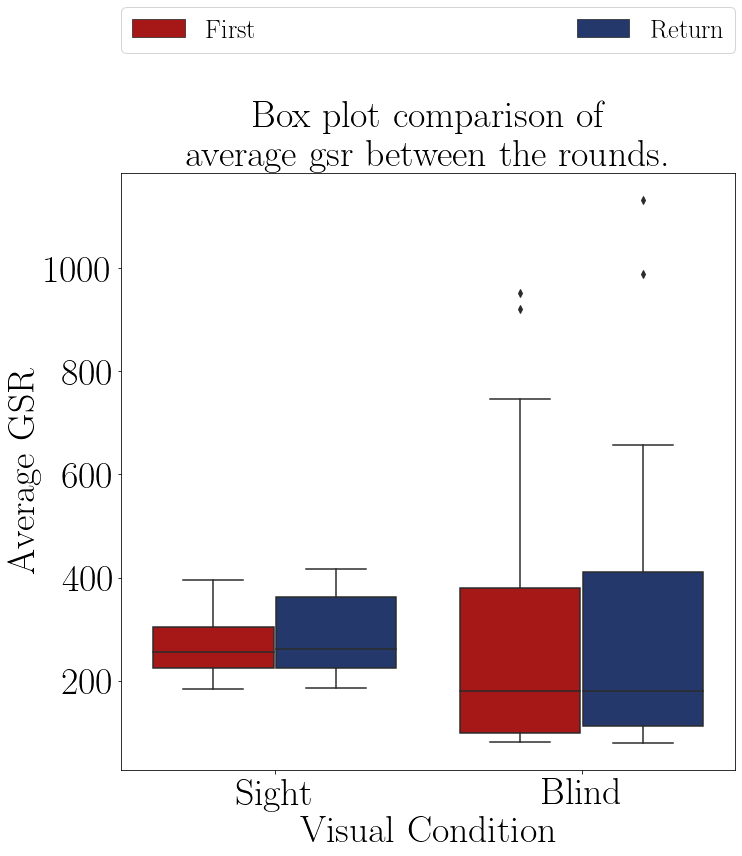 First
Return
Box plot comparison of
average gsr between the rounds.
1000
800
600
400
200
Average GSR
Sight
Blind
Visual Condition